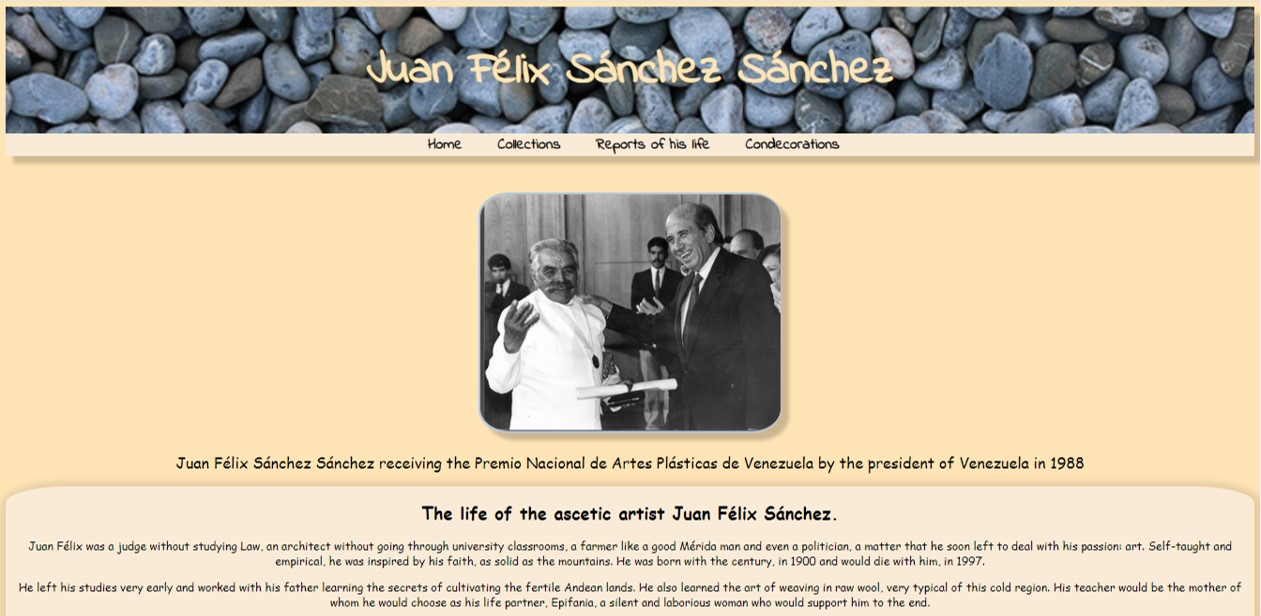 Juan Félix Sánchez Sánchez
Home Collections Reports of his life Condecorations
Juan Félix Sánchez Sánchez receiving the Premio Nacional de Artes Plásticas de Venezuela by the president of Venezuela in 1988
The life of the ascetic artist Juan Félix Sánchez.
Juan Félix was a judge without studying Law, an architect without going through university classrooms, a farmer like a good Mérida man and even a politician, a matter that he soon left to deal with his passion: art. Self-taught and
empirical, he was inspired by his faith, as solid as the mountains. He was born with the century, in 1900 and would die with him, in 1997.
He left his studies very early and worked with his father learning the secrets of cultivating the fertile Andean lands. He also learned the art of weaving in raw wool, very typical of this cold region. His teacher would be the mother of
whom he would choose as his life partner, Epifania, a silent and laborious woman who would support him to the end.